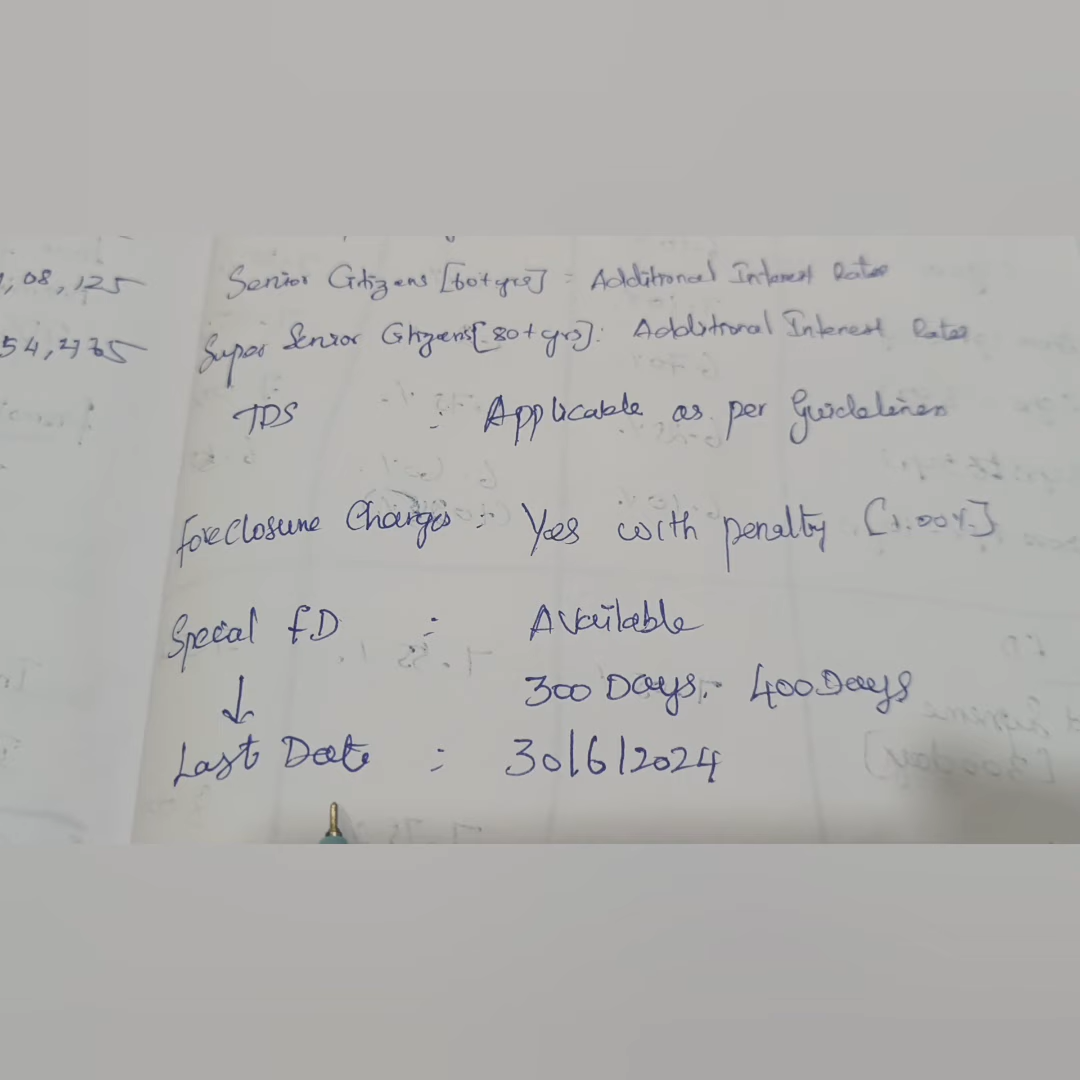 ,08,125
54,435
Senior Citizens [60+yrs] : Additional Interest Rates
Super Senior Citizens [80+yrs] : Additional Interest Rates
TDS : Applicable as per Guidelines
Foreclosure Charges : Yes with penalty [1.00%]
Special F.D : Available
300 Days - 400 Days
Last Date : 30/6/2024